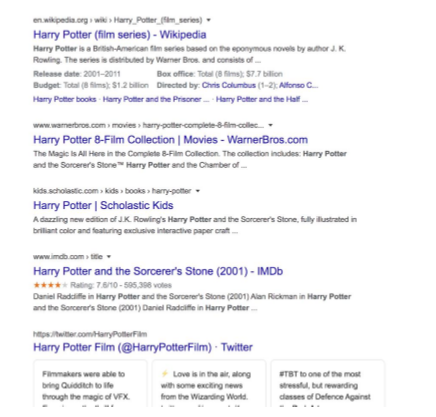 en.wikipedia.org › wiki › Harry_Potter_(film_series)
Harry Potter (film series) - Wikipedia
Harry Potter is a British-American film series based on the eponymous novels by author J. K.
Rowling. The series is distributed by Warner Bros. and consists of ...
Release date: 2001–2011 Box office: Total (8 films); $7.7 billion
Budget: Total (8 films); $1.2 billion Directed by: Chris Columbus (1–2); Alfonso C...
Harry Potter books · Harry Potter and the Prisoner ... · Harry Potter and the Half ...
www.warnerbros.com › movies › harry-potter-complete-8-film-collec...
Harry Potter 8-Film Collection | Movies - WarnerBros.com
The Magic Is All Here in the Complete 8-Film Collection. The collection includes: Harry Potter
and the Sorcerer's Stone™ Harry Potter and the Chamber of ...
kids.scholastic.com › kids › books › harry-potter
Harry Potter | Scholastic Kids
A dazzling new edition of J.K. Rowling's Harry Potter and the Sorcerer's Stone, fully illustrated in
brilliant color and featuring exclusive interactive paper craft ...
www.imdb.com › title
Harry Potter and the Sorcerer's Stone (2001) - IMDb
Rating: 7.6/10 - 595,398 votes
Daniel Radcliffe in Harry Potter and the Sorcerer's Stone (2001) Alan Rickman in Harry Potter
and the Sorcerer's Stone (2001) Daniel Radcliffe in Harry Potter ...
https://twitter.com/HarryPotterFilm
Harry Potter Film (@HarryPotterFilm) · Twitter
Filmmakers were able to
bring Quidditch to life
through the magic of VFX.
Love is in the air, along
with some exciting news
from the Wizarding World.
#TBT to one of the most
stressful, but rewarding
classes of Defence Against